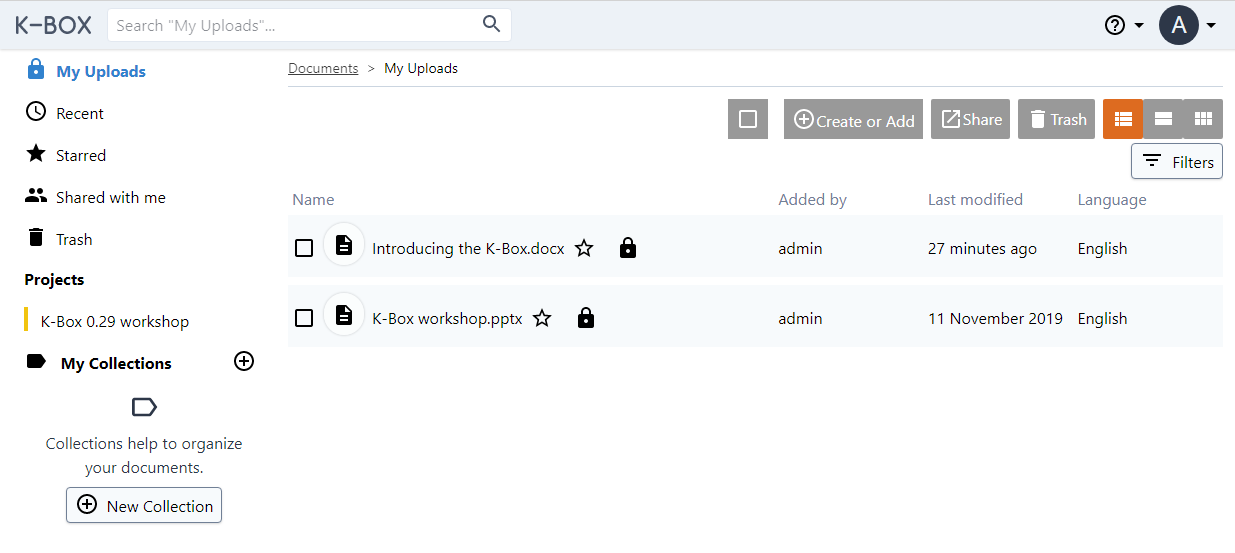 K-BOX
Search "My Uploads"...
A
My Uploads
Recent
Starred
Shared with me
Trash
Projects
K-Box 0.29 workshop
My Collections
Collections help to organize
your documents.
New Collection
Documents > My Uploads
Create or Add
Share
Trash
Filters
Name Added by Last modified Language
Introducing the K-Box.docx admin 27 minutes ago English
K-Box workshop.pptx admin 11 November 2019 English